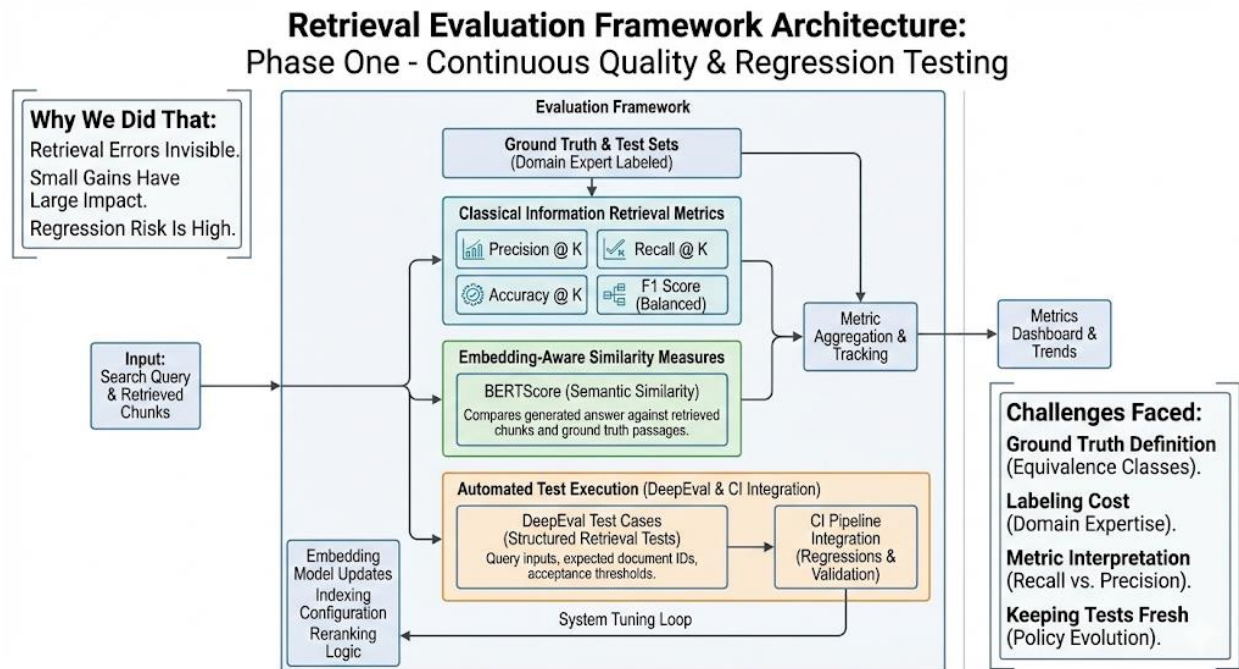 Retrieval Evaluation Framework Architecture:
Phase One - Continuous Quality & Regression Testing
Why We Did That:
Retrieval Errors Invisible.
Small Gains Have
Large Impact.
Regression Risk Is High.
Input:
Search Query
& Retrieved
Chunks
Evaluation Framework
Ground Truth & Test Sets
(Domain Expert Labeled)
Classical Information Retrieval Metrics
Precision @ K
Recall @ K
Accuracy @ K
F1 Score
(Balanced)
Embedding-Aware Similarity Measures
BERTScore (Semantic Similarity)
Compares generated answer against retrieved
chunks and ground truth passages.
Automated Test Execution (DeepEval & CI Integration)
DeepEval Test Cases
(Structured Retrieval Tests)
Query inputs, expected document IDs,
acceptance thresholds.
CI Pipeline
Integration
(Regressions &
Validation)
System Tuning Loop
Embedding
Model Updates
Indexing
Configuration
Reranking
Logic
Metric
Aggregation &
Tracking
Metrics
Dashboard &
Trends
Challenges Faced:
Ground Truth Definition
(Equivalence Classes).
Labeling Cost
(Domain Expertise).
Metric Interpretation
(Recall vs. Precision).
Keeping Tests Fresh
(Policy Evolution).